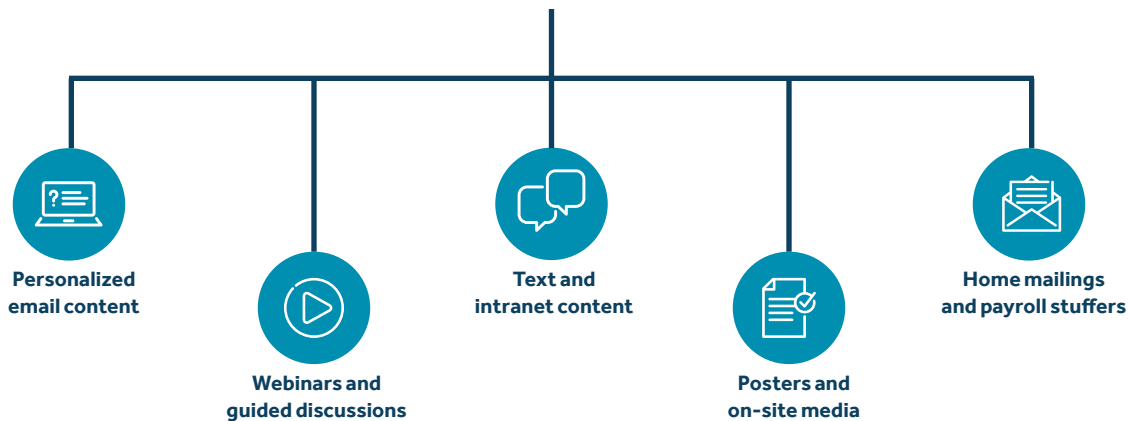 ?
Personalized
email content
Webinars and
guided discussions
Text and
intranet content
Posters and
on-site media
Home mailings
and payroll stuffers